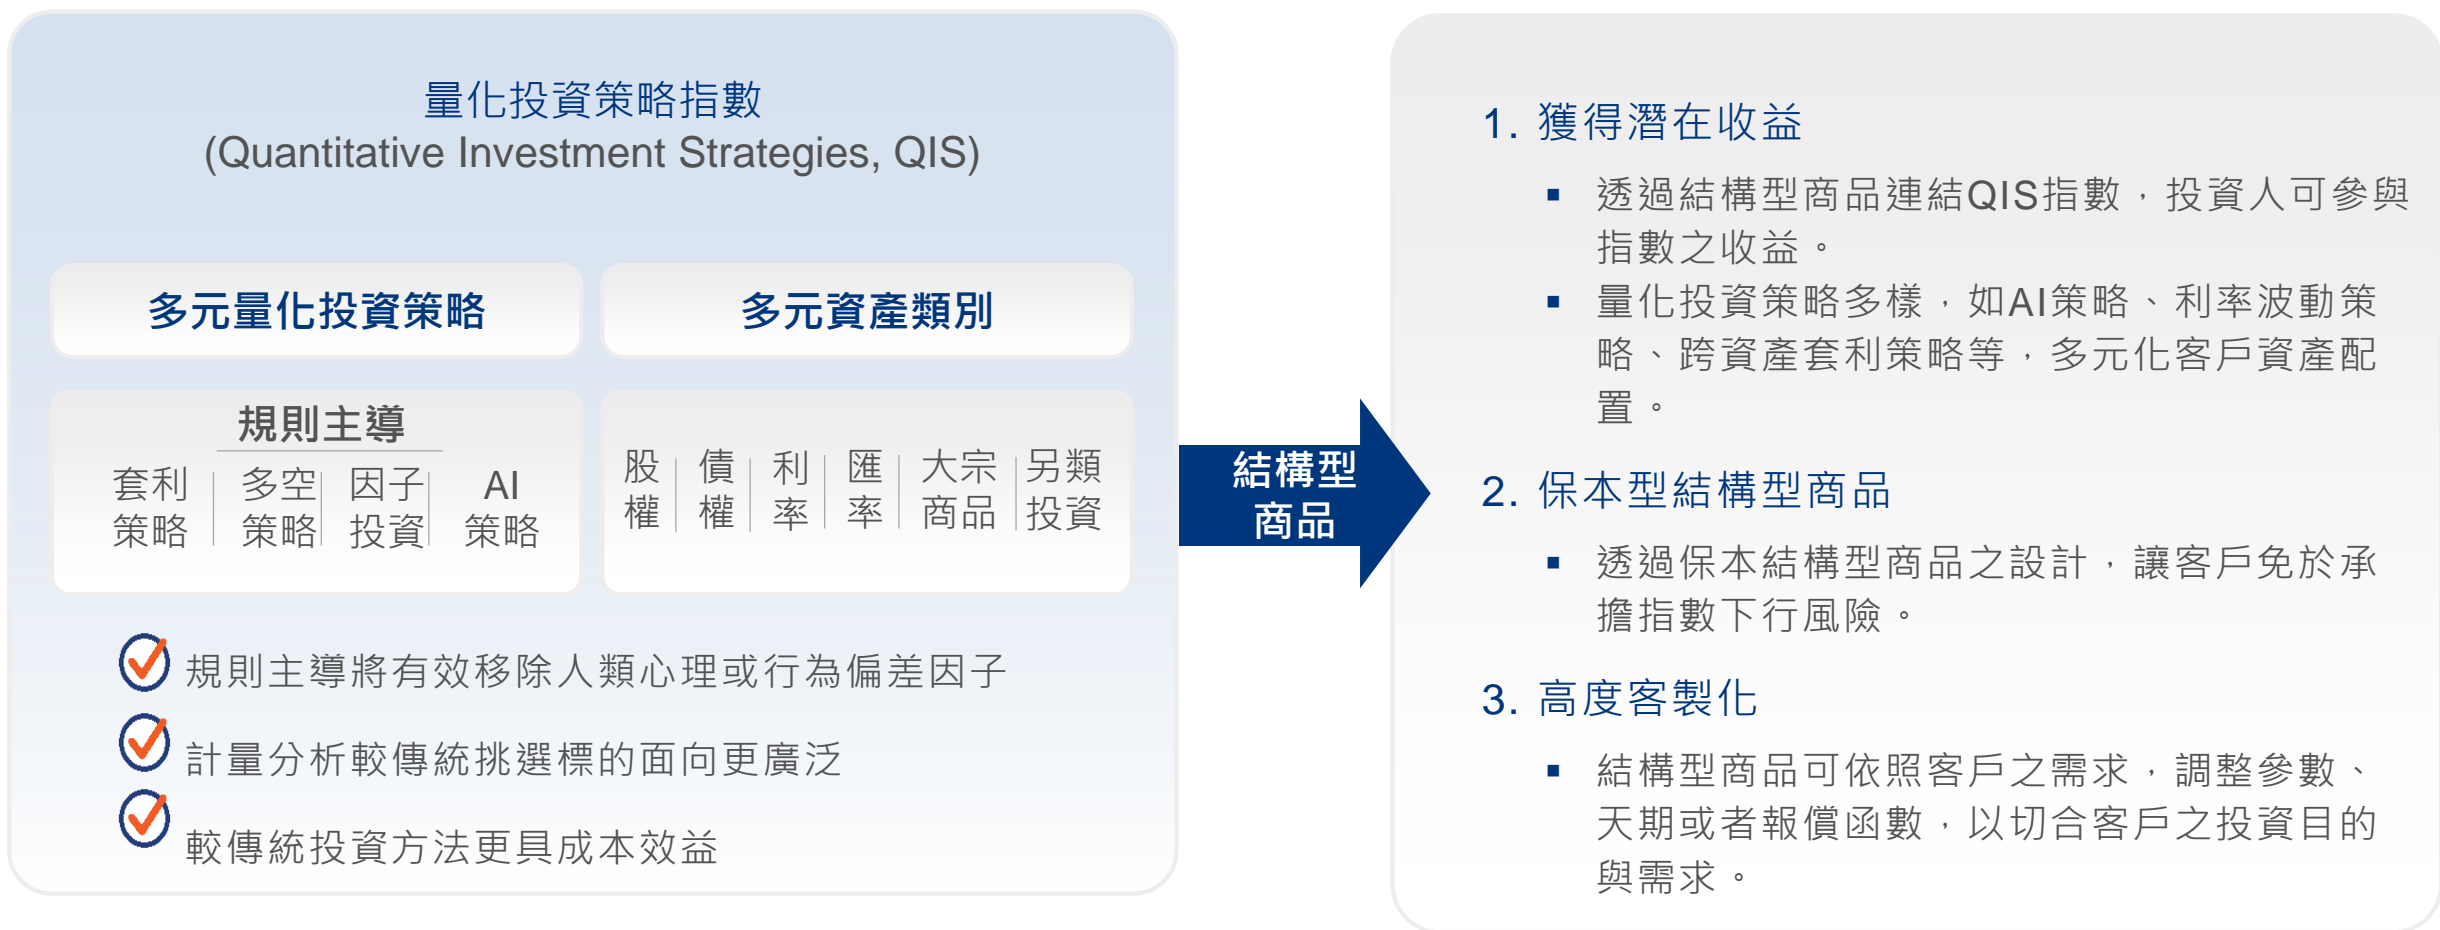 量化投資策略指數
(Quantitative Investment Strategies, QIS)
多元量化投資策略
多元資產類別
規則主導
套利
策略
多空
策略
因子
投資
AI
策略
股
權
債
權
利
率
匯
率
大宗
商品
另類
投資
規則主導將有效移除人類心理或行為偏差因子
計量分析較傳統挑選標的面向更廣泛
較傳統投資方法更具成本效益
結構型
商品
1. 獲得潛在收益
▪ 透過結構型商品連結QIS指數，投資人可參與
指數之收益。
▪ 量化投資策略多樣，如AI策略、利率波動策
略、跨資產套利策略等，多元化客戶資產配
置。
2. 保本型結構型商品
▪ 透過保本結構型商品之設計，讓客戶免於承
擔指數下行風險。
3. 高度客製化
▪ 結構型商品可依照客戶之需求，調整參數、
天期或者報償函數，以切合客戶之投資目的
與需求。